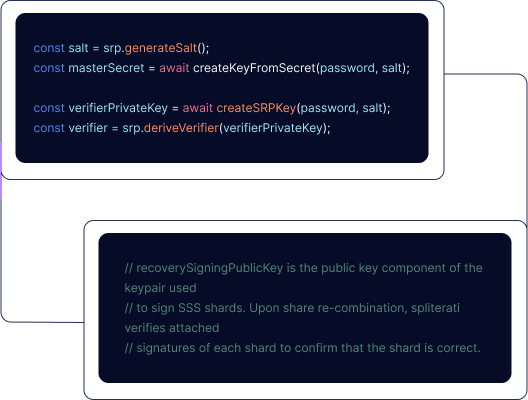 const salt = srp.generateSalt();
const masterSecret = await createKeyFromSecret(password, salt);
const verifierPrivateKey = await createSRPKey(password, salt);
const verifier = srp.deriveVerifier(verifierPrivateKey);
// recoverySigningPublicKey is the public key component of the
keypair used
// to sign SSS shards. Upon share re-combination, spliterati
verifies attached
// signatures of each shard to confirm that the shard is correct.